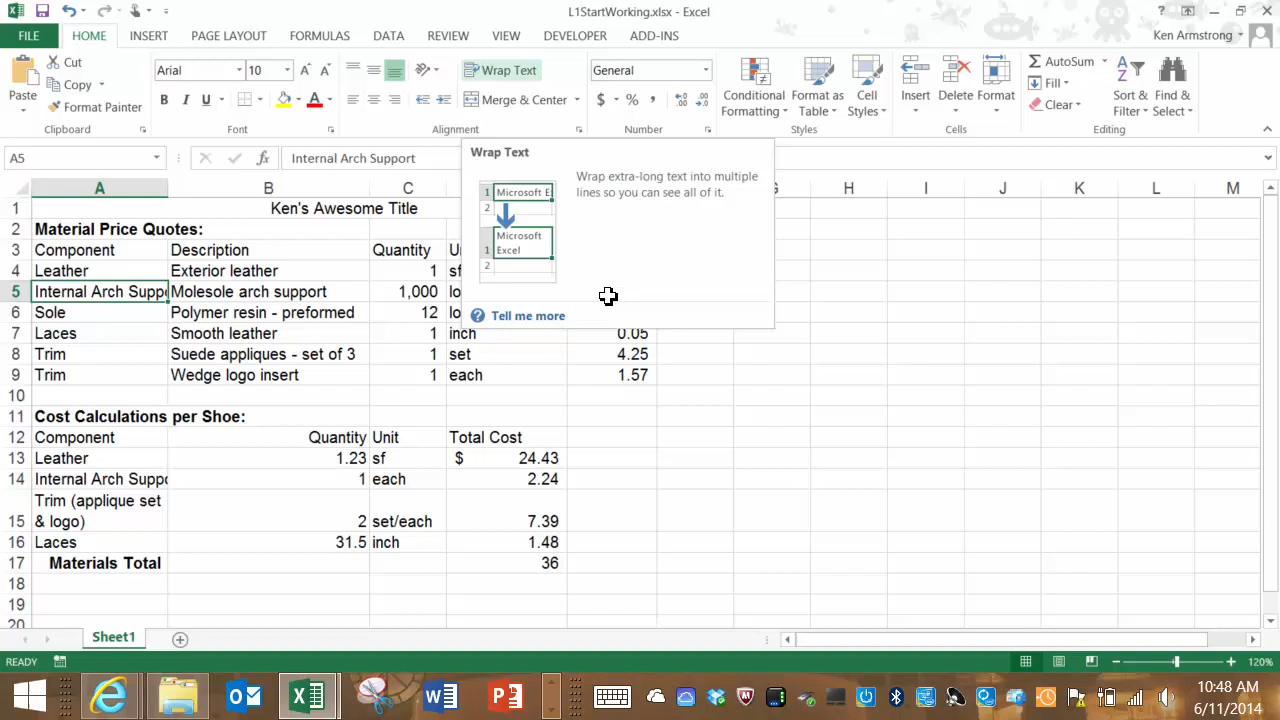 L1StartWorking.xlsx - Excel
FILE HOME INSERT PAGE LAYOUT FORMULAS DATA REVIEW VIEW DEVELOPER ADD-INS Ken Armstrong
Paste
Cut
Copy
Format Painter
Clipboard
Arial 10
B I U
Font
Wrap Text
Merge & Center
Alignment
General
$ % ,
Number
Conditional Formatting
Format as Table
Cell Styles
Styles
Insert Delete Format
Cells
AutoSum
Fill
Clear
Sort & Filter
Find & Select
Editing
A5 fx Internal Arch Support
Wrap Text
Wrap extra-long text into multiple
lines so you can see all of it.
1 Microsoft E
2
Microsoft
1 Excel
2
Tell me more
A B C H I J K L M
1 Ken's Awesome Title
2 Material Price Quotes:
3 Component Description Quantity
4 Leather Exterior leather 1 sf
5 Internal Arch Suppo Molesole arch support 1,000
6 Sole Polymer resin - preformed 12
7 Laces Smooth leather 1 inch 0.05
8 Trim Suede appliques - set of 3 1 set 4.25
9 Trim Wedge logo insert 1 each 1.57
10
11 Cost Calculations per Shoe:
12 Component Quantity Unit Total Cost
13 Leather 1.23 sf $ 24.43
14 Internal Arch Suppo 1 each 2.24
Trim (applique set
15 & logo) 2 set/each 7.39
16 Laces 31.5 inch 1.48
17 Materials Total 36
18
19
20
Sheet1
READY 120%
10:48 AM
6/11/2014